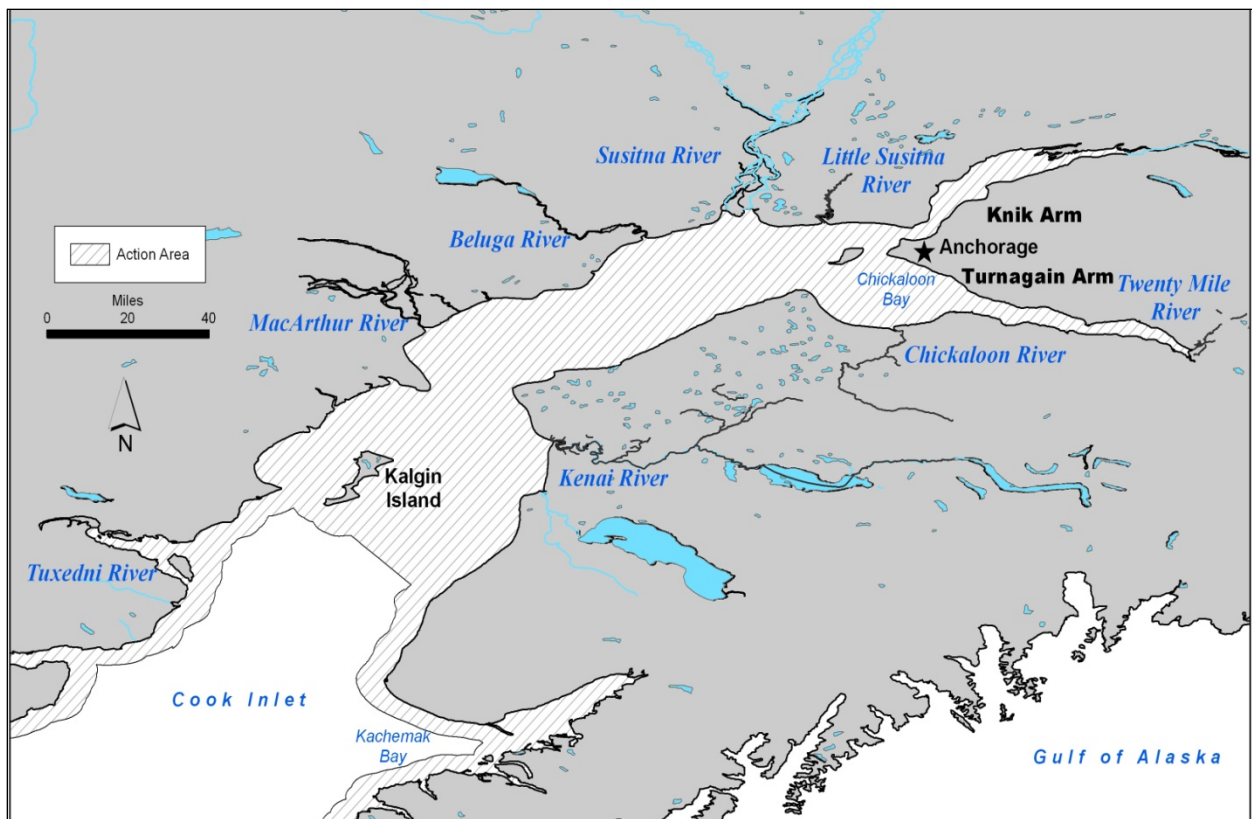 Susitna River
Little Susitna
River
Knik Arm
Anchorage
Beluga River
Action Area
Chickaloon
Bay
Turnagain Arm
Twenty Mile
River
Miles
0 20 40
MacArthur River
Chickaloon River
N
Kalgin
Island
Kenai River
Tuxedni River
Cook Inlet
Kachemak
Bay
Gulf of Alaska